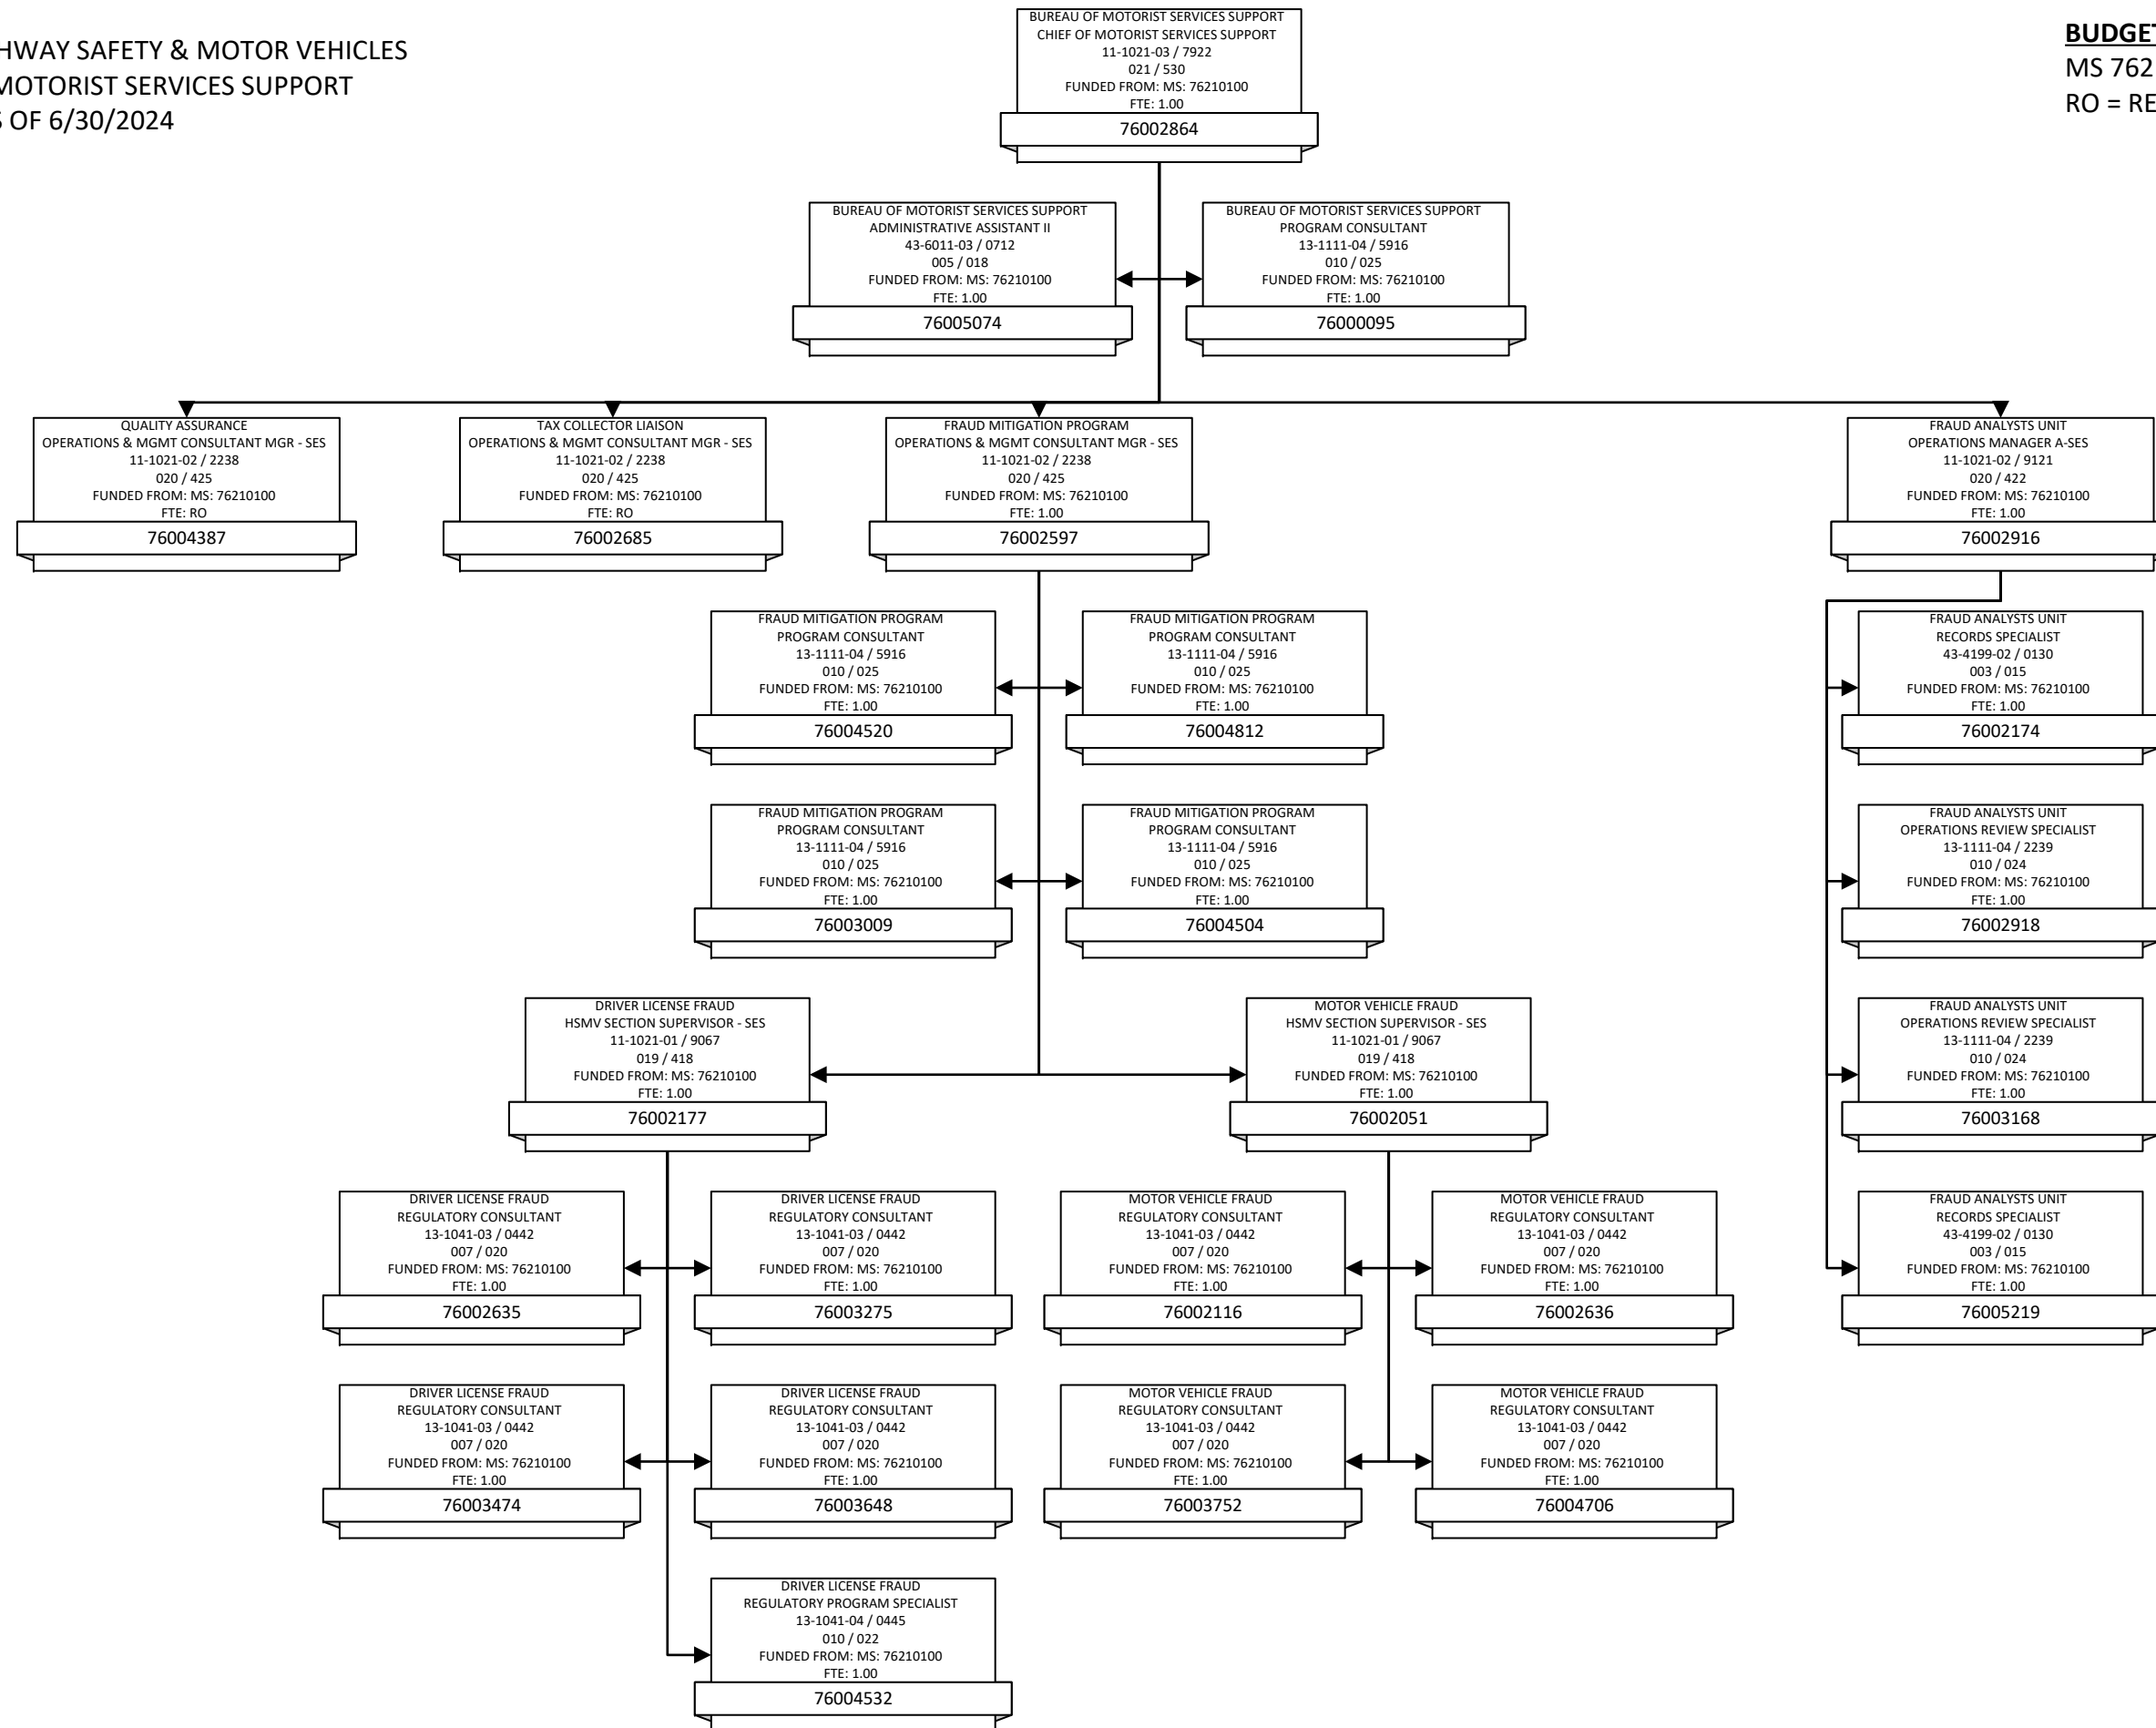 HWAY SAFETY & MOTOR VEHICLES
MOTORIST SERVICES SUPPORT
S OF 6/30/2024
BUDGET
MS 762
RO = RE
BUREAU OF MOTORIST SERVICES SUPPORT
CHIEF OF MOTORIST SERVICES SUPPORT
11-1021-03 / 7922
021 / 530
FUNDED FROM: MS: 76210100
FTE: 1.00
76002864
BUREAU OF MOTORIST SERVICES SUPPORT
ADMINISTRATIVE ASSISTANT II
43-6011-03 / 0712
005 / 018
FUNDED FROM: MS: 76210100
FTE: 1.00
76005074
BUREAU OF MOTORIST SERVICES SUPPORT
PROGRAM CONSULTANT
13-1111-04 / 5916
010 / 025
FUNDED FROM: MS: 76210100
FTE: 1.00
76000095
QUALITY ASSURANCE
OPERATIONS & MGMT CONSULTANT MGR - SES
11-1021-02 / 2238
020 / 425
FUNDED FROM: MS: 76210100
FTE: RO
76004387
TAX COLLECTOR LIAISON
OPERATIONS & MGMT CONSULTANT MGR - SES
11-1021-02 / 2238
020 / 425
FUNDED FROM: MS: 76210100
FTE: RO
76002685
FRAUD MITIGATION PROGRAM
OPERATIONS & MGMT CONSULTANT MGR - SES
11-1021-02 / 2238
020 / 425
FUNDED FROM: MS: 76210100
FTE: 1.00
76002597
FRAUD ANALYSTS UNIT
OPERATIONS MANAGER A-SES
11-1021-02 / 9121
020 / 422
FUNDED FROM: MS: 76210100
FTE: 1.00
76002916
FRAUD MITIGATION PROGRAM
PROGRAM CONSULTANT
13-1111-04 / 5916
010 / 025
FUNDED FROM: MS: 76210100
FTE: 1.00
76004520
FRAUD MITIGATION PROGRAM
PROGRAM CONSULTANT
13-1111-04 / 5916
010 / 025
FUNDED FROM: MS: 76210100
FTE: 1.00
76004812
FRAUD ANALYSTS UNIT
RECORDS SPECIALIST
43-4199-02 / 0130
003 / 015
FUNDED FROM: MS: 76210100
FTE: 1.00
76002174
FRAUD MITIGATION PROGRAM
PROGRAM CONSULTANT
13-1111-04 / 5916
010 / 025
FUNDED FROM: MS: 76210100
FTE: 1.00
76003009
FRAUD MITIGATION PROGRAM
PROGRAM CONSULTANT
13-1111-04 / 5916
010 / 025
FUNDED FROM: MS: 76210100
FTE: 1.00
76004504
FRAUD ANALYSTS UNIT
OPERATIONS REVIEW SPECIALIST
13-1111-04 / 2239
010 / 024
FUNDED FROM: MS: 76210100
FTE: 1.00
76002918
DRIVER LICENSE FRAUD
HSMV SECTION SUPERVISOR - SES
11-1021-01 / 9067
019 / 418
FUNDED FROM: MS: 76210100
FTE: 1.00
76002177
MOTOR VEHICLE FRAUD
HSMV SECTION SUPERVISOR - SES
11-1021-01 / 9067
019 / 418
FUNDED FROM: MS: 76210100
FTE: 1.00
76002051
FRAUD ANALYSTS UNIT
OPERATIONS REVIEW SPECIALIST
13-1111-04 / 2239
010 / 024
FUNDED FROM: MS: 76210100
FTE: 1.00
76003168
DRIVER LICENSE FRAUD
REGULATORY CONSULTANT
13-1041-03 / 0442
007 / 020
FUNDED FROM: MS: 76210100
FTE: 1.00
76002635
DRIVER LICENSE FRAUD
REGULATORY CONSULTANT
13-1041-03 / 0442
007 / 020
FUNDED FROM: MS: 76210100
FTE: 1.00
76003275
MOTOR VEHICLE FRAUD
REGULATORY CONSULTANT
13-1041-03 / 0442
007 / 020
FUNDED FROM: MS: 76210100
FTE: 1.00
76002116
MOTOR VEHICLE FRAUD
REGULATORY CONSULTANT
13-1041-03 / 0442
007 / 020
FUNDED FROM: MS: 76210100
FTE: 1.00
76002636
FRAUD ANALYSTS UNIT
RECORDS SPECIALIST
43-4199-02 / 0130
003 / 015
FUNDED FROM: MS: 76210100
FTE: 1.00
76005219
DRIVER LICENSE FRAUD
REGULATORY CONSULTANT
13-1041-03 / 0442
007 / 020
FUNDED FROM: MS: 76210100
FTE: 1.00
76003474
DRIVER LICENSE FRAUD
REGULATORY CONSULTANT
13-1041-03 / 0442
007 / 020
FUNDED FROM: MS: 76210100
FTE: 1.00
76003648
MOTOR VEHICLE FRAUD
REGULATORY CONSULTANT
13-1041-03 / 0442
007 / 020
FUNDED FROM: MS: 76210100
FTE: 1.00
76003752
MOTOR VEHICLE FRAUD
REGULATORY CONSULTANT
13-1041-03 / 0442
007 / 020
FUNDED FROM: MS: 76210100
FTE: 1.00
76004706
DRIVER LICENSE FRAUD
REGULATORY PROGRAM SPECIALIST
13-1041-04 / 0445
010 / 022
FUNDED FROM: MS: 76210100
FTE: 1.00
76004532